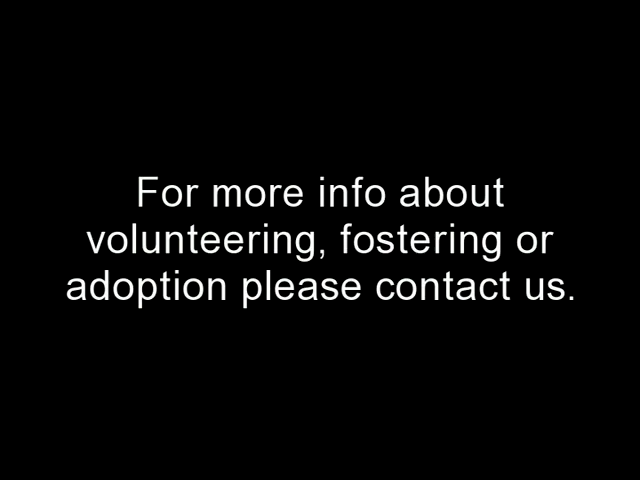 For more info about
volunteering, fostering or
adoption please contact us.